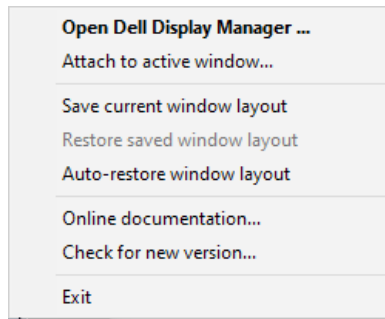 Open Dell Display Manager ...
Attach to active window...
Save current window layout
Restore saved window layout
Auto-restore window layout
Online documentation...
Check for new version...
Exit